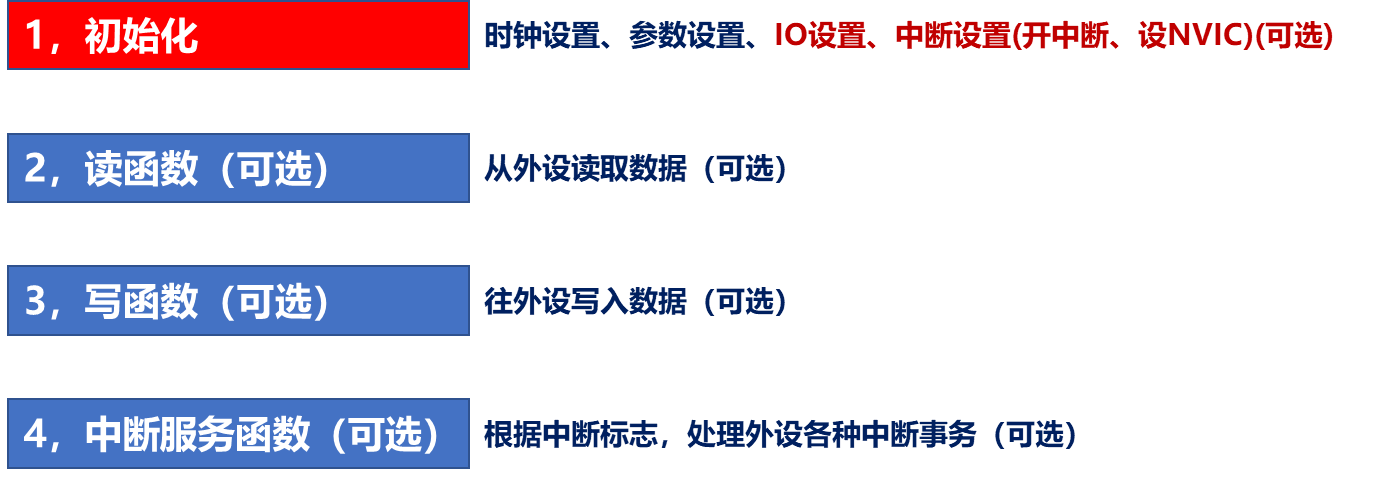 1，初始化
时钟设置、参数设置、IO设置、中断设置(开中断、设NVIC)(可选)
2，读函数（可选）
从外设读取数据（可选）
3，写函数（可选）
往外设写入数据（可选）
4，中断服务函数（可选）
根据中断标志，处理外设各种中断事务（可选）